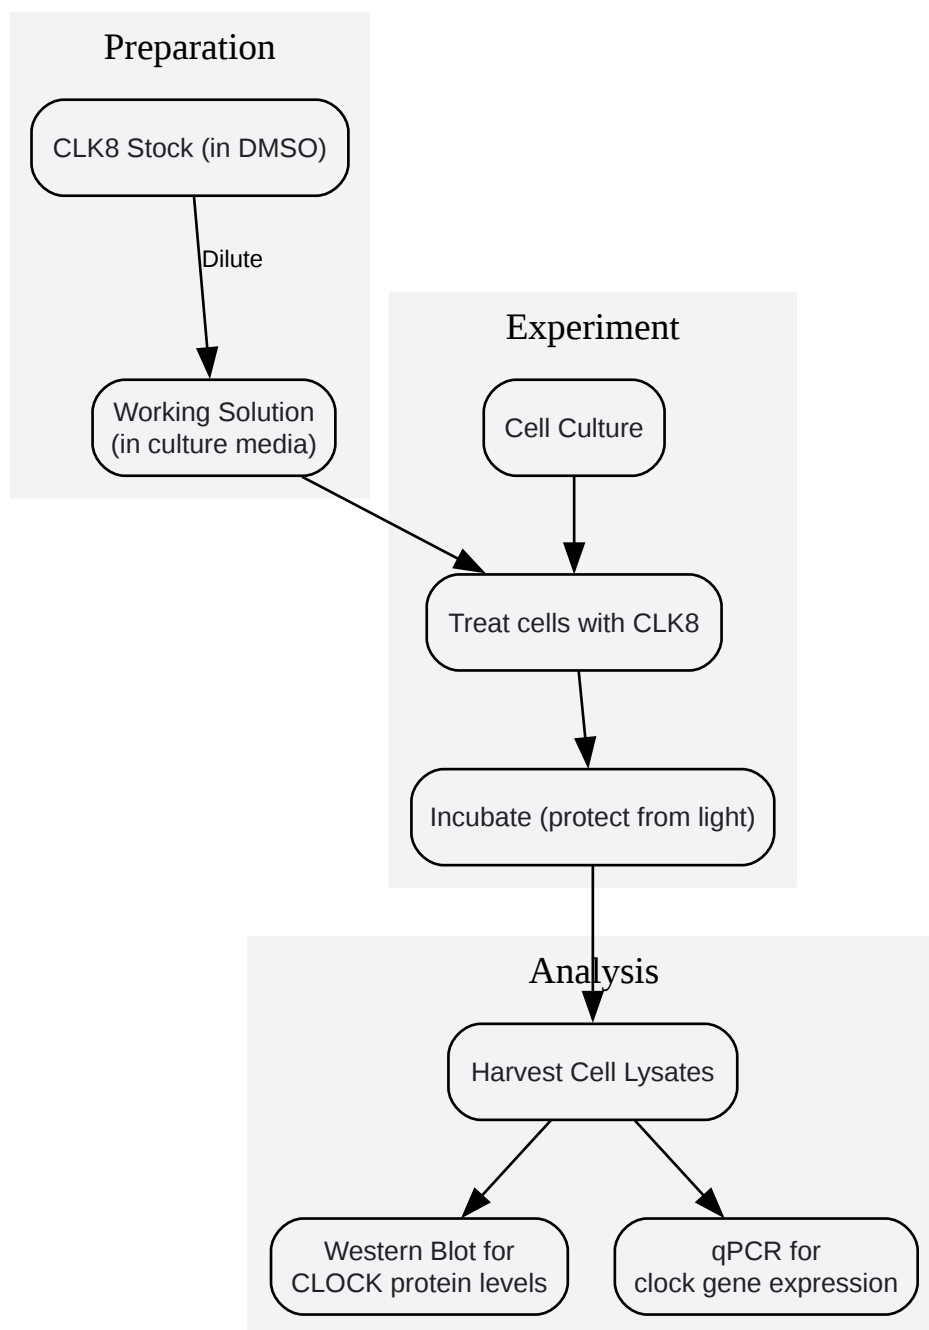 Preparation
CLK8 Stock (in DMSO)
Dilute
Working Solution
(in culture media)
Experiment
Cell Culture
Treat cells with CLK8
Incubate (protect from light)
Analysis
Harvest Cell Lysates
Western Blot for
CLOCK protein levels
qPCR for
clock gene expression